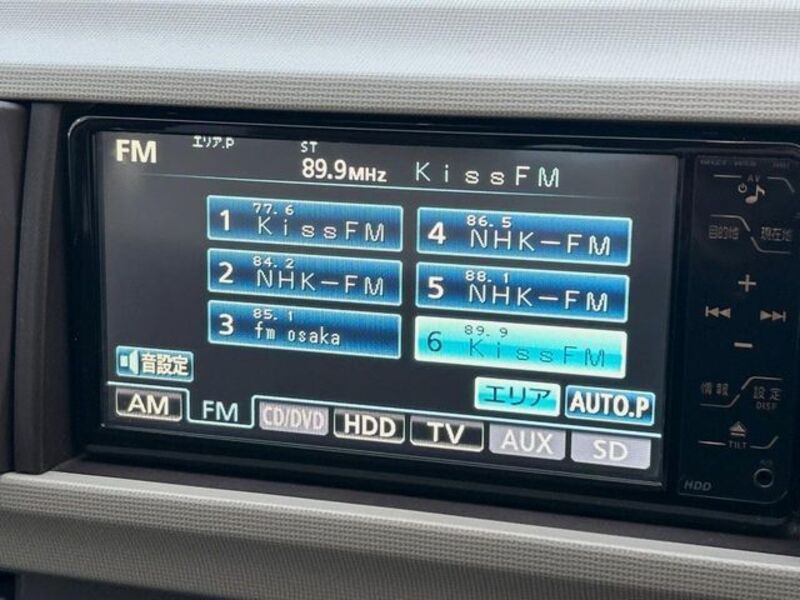 FM エリア.P ST
89.9MHz KissFM
77.6
1 KissFM
84.2
2 NHK-FM
85.1
3 fm osaka
86.5
4 NHK-FM
88.1
5 NHK-FM
89.9
6 KissFM
音設定
エリア AUTO.P
AM FM CD/DVD HDD TV AUX SD
AV
目的地 現在地
+
−
情報 設定
DISP
TILT
HDD